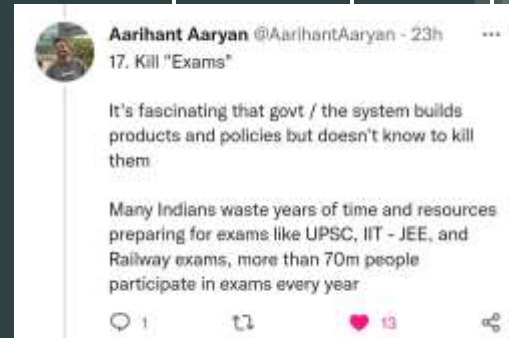 Aarihant Aaryan @AarihantAaryan · 23h
17. Kill "Exams"
It's fascinating that govt / the system builds
products and policies but doesn't know to kill
them
Many Indians waste years of time and resources
preparing for exams like UPSC, IIT - JEE, and
Railway exams, more than 70m people
participate in exams every year
1 13